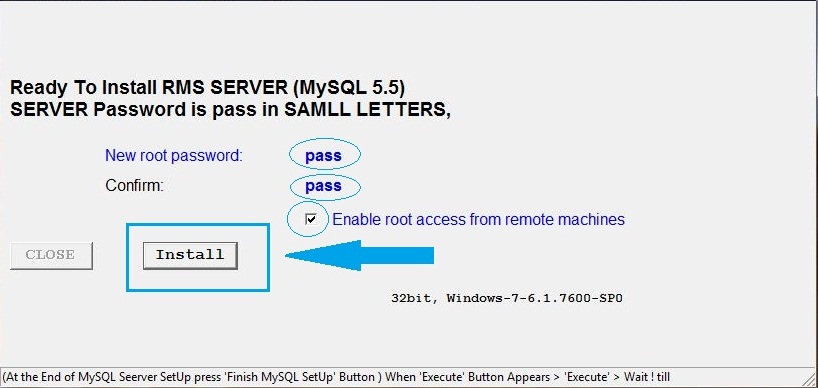 Ready To Install RMS SERVER (MySQL 5.5)
SERVER Password is pass in SAMLL LETTERS,
New root password: pass
Confirm: pass
Enable root access from remote machines
CLOSE Install
32bit, Windows-7-6.1.7600-SP0
(At the End of MySQL Seerver SetUp press 'Finish MySQL SetUp' Button ) When 'Execute' Button Appears > 'Execute' > Wait ! till